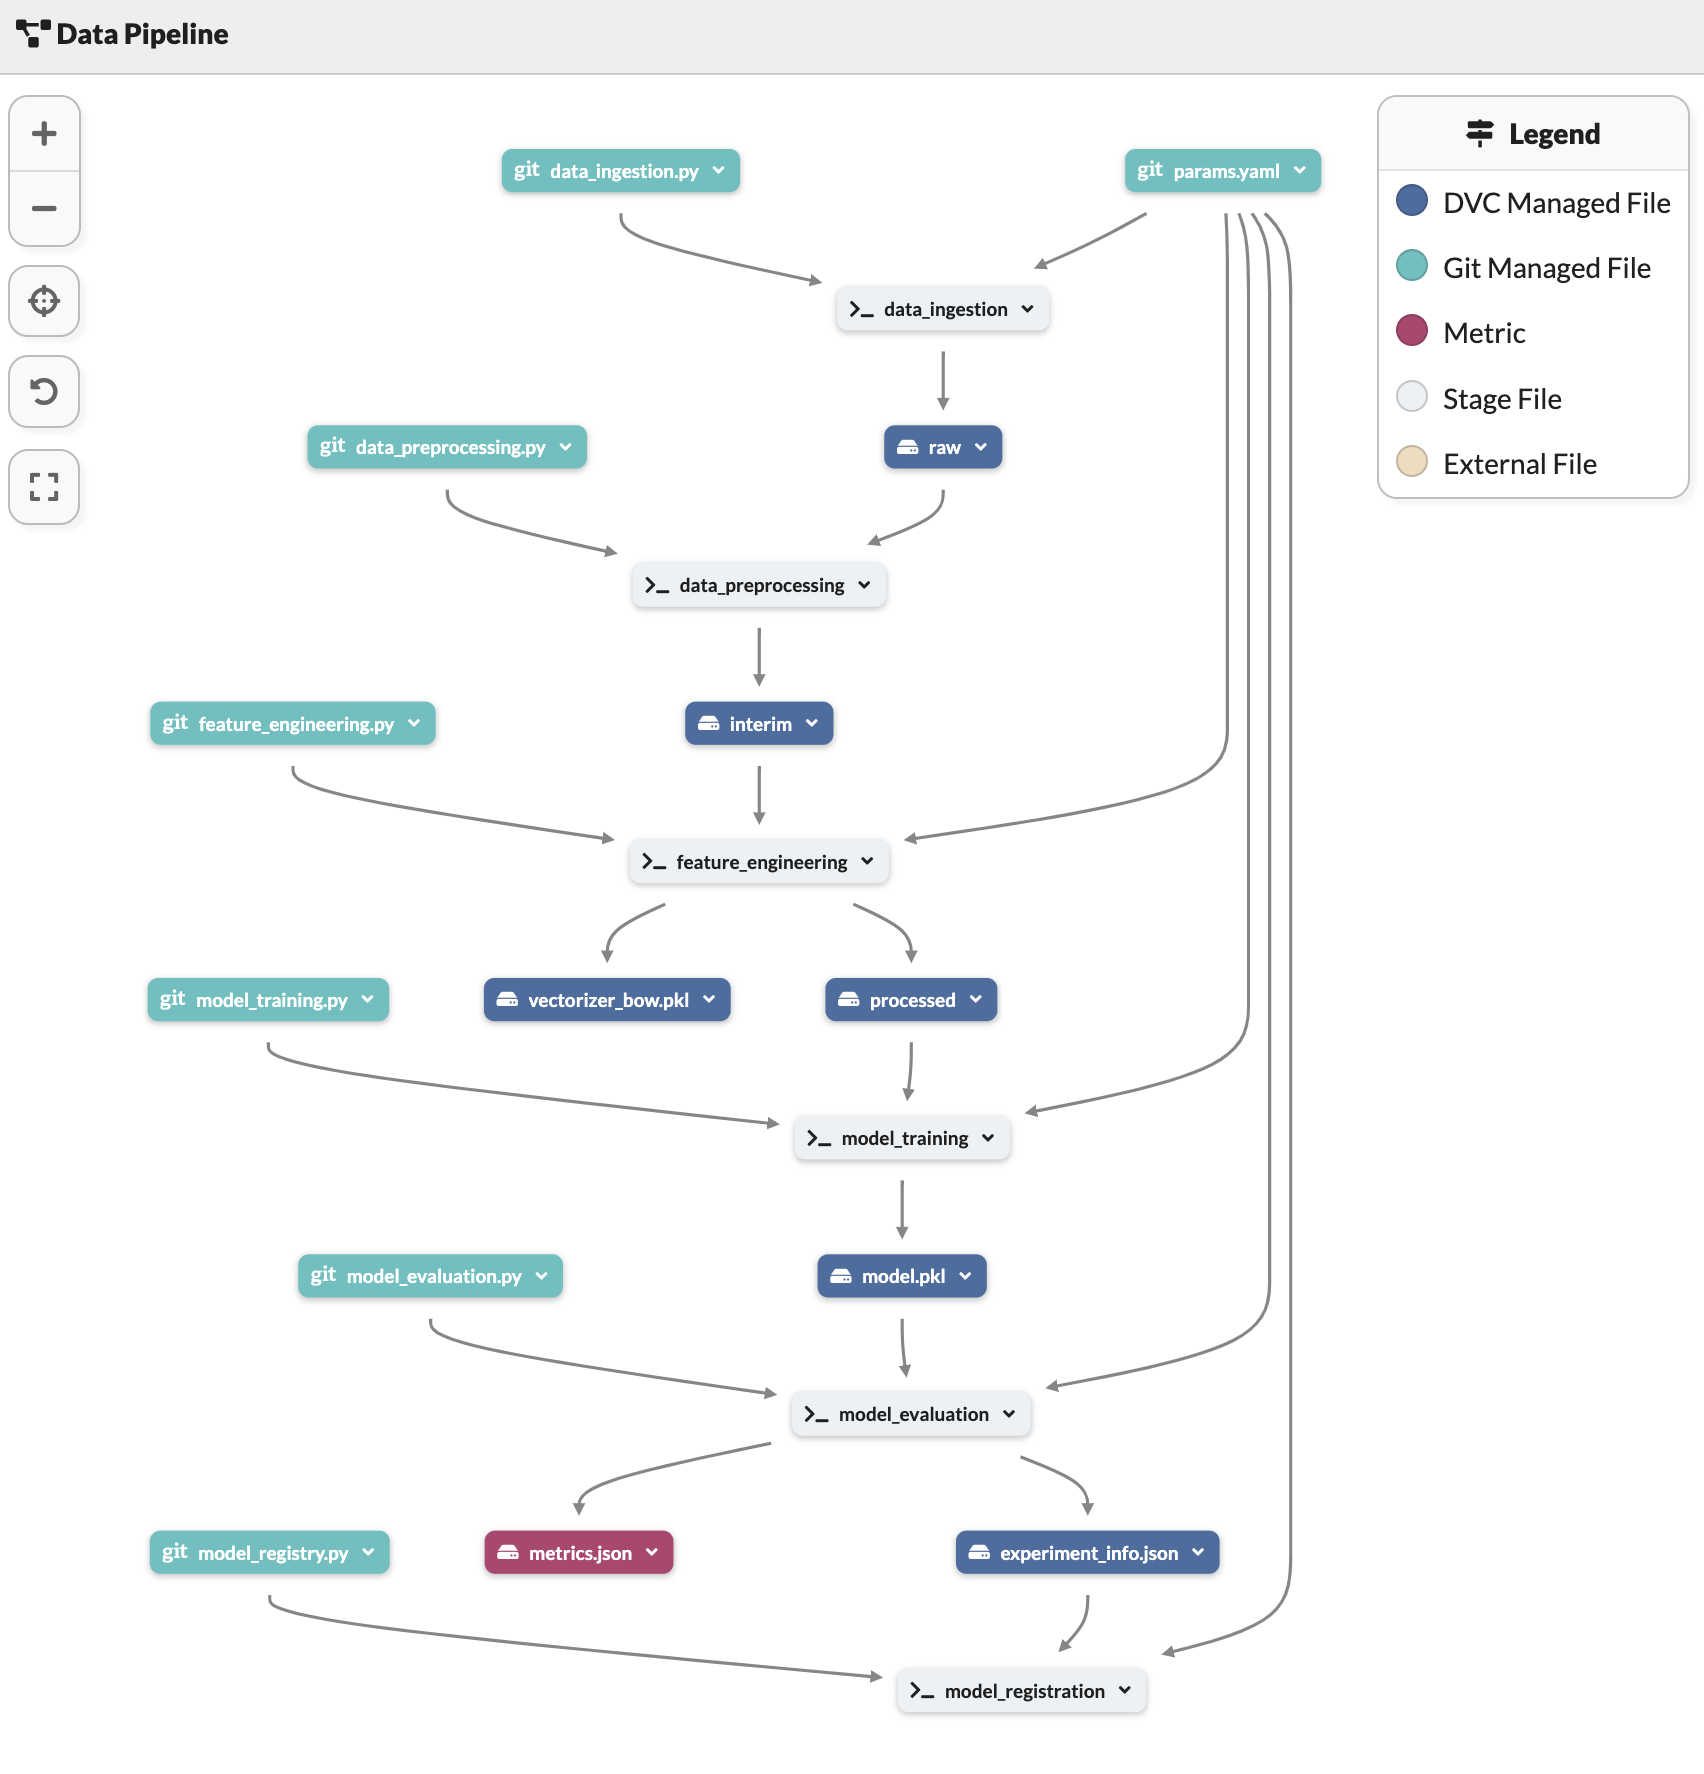 Data Pipeline
Legend
DVC Managed File
Git Managed File
Metric
Stage File
External File
git data_ingestion.py
git params.yaml
data_ingestion
git data_preprocessing.py
raw
data_preprocessing
git feature_engineering.py
interim
feature_engineering
git model_training.py
vectorizer_bow.pkl
processed
model_training
git model_evaluation.py
model.pkl
model_evaluation
git model_registry.py
metrics.json
experiment_info.json
model_registration